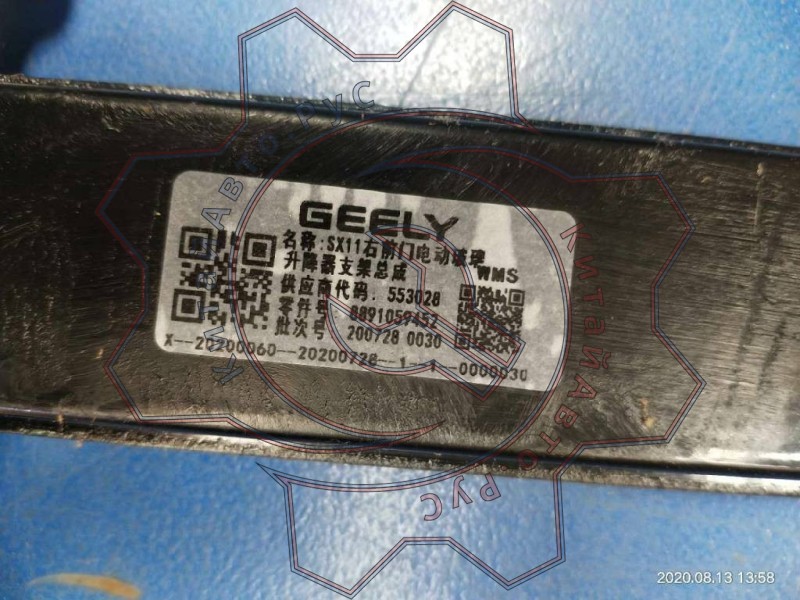 GEELY
名称:SX11右前门电动玻璃
升降器支架总成
WMS
供应商代码. 553028
零件号: 8891059452
批次号 200728 0030
X--20200060--20200728--1--1--0000030
КИТАЙ АВТО РУС
КитайАвто Рус
2020.08.13 13:58